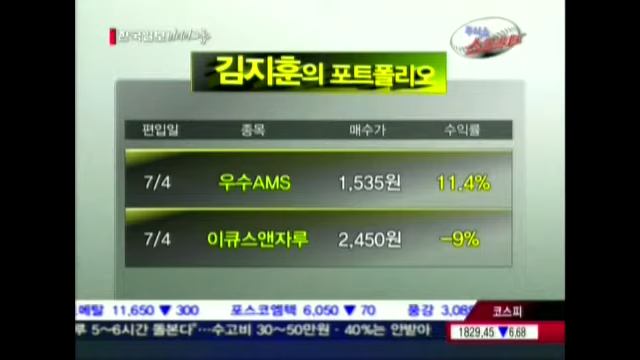 김지훈의 포트폴리오
편입일 종목 매수가 수익률
7/4 우수AMS 1,535원 11.4%
7/4 이큐스앤자루 2,450원 -9%
메탈 11,650 ▼ 300 포스코엠텍 6,050 ▼ 70 풍강 3,08
코스피
루 5~6시간 돌본다"…수고비 30~50만원·40%는 안받아
1829,45 ▼6,68